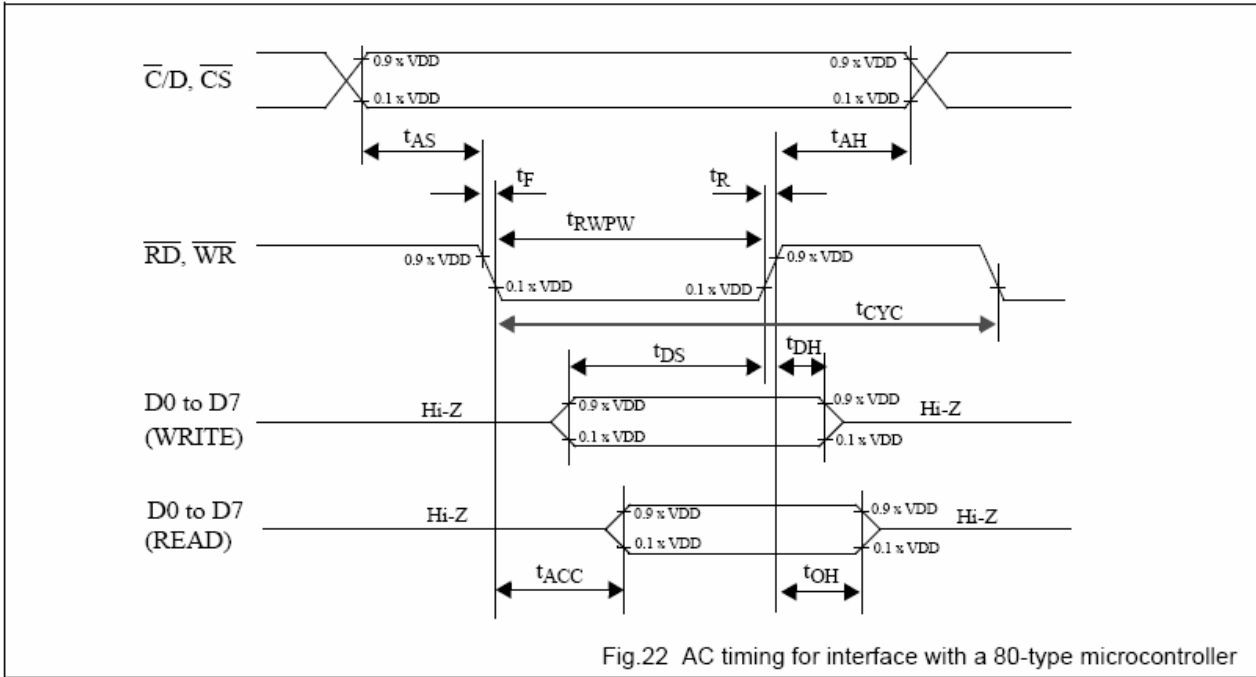 C̅/D, C̅S̅
0.9 x VDD
0.9 x VDD
0.1 x VDD
0.1 x VDD
tAS
tAH
tF
tR
tRWPW
R̅D̅, W̅R̅
0.9 x VDD
0.9 x VDD
0.1 x VDD
0.1 x VDD
tCYC
tDS
tDH
D0 to D7
(WRITE)
Hi-Z
0.9 x VDD
0.9 x VDD
Hi-Z
0.1 x VDD
0.1 x VDD
D0 to D7
(READ)
Hi-Z
0.9 x VDD
0.9 x VDD
Hi-Z
0.1 x VDD
0.1 x VDD
tACC
tOH
Fig.22 AC timing for interface with a 80-type microcontroller